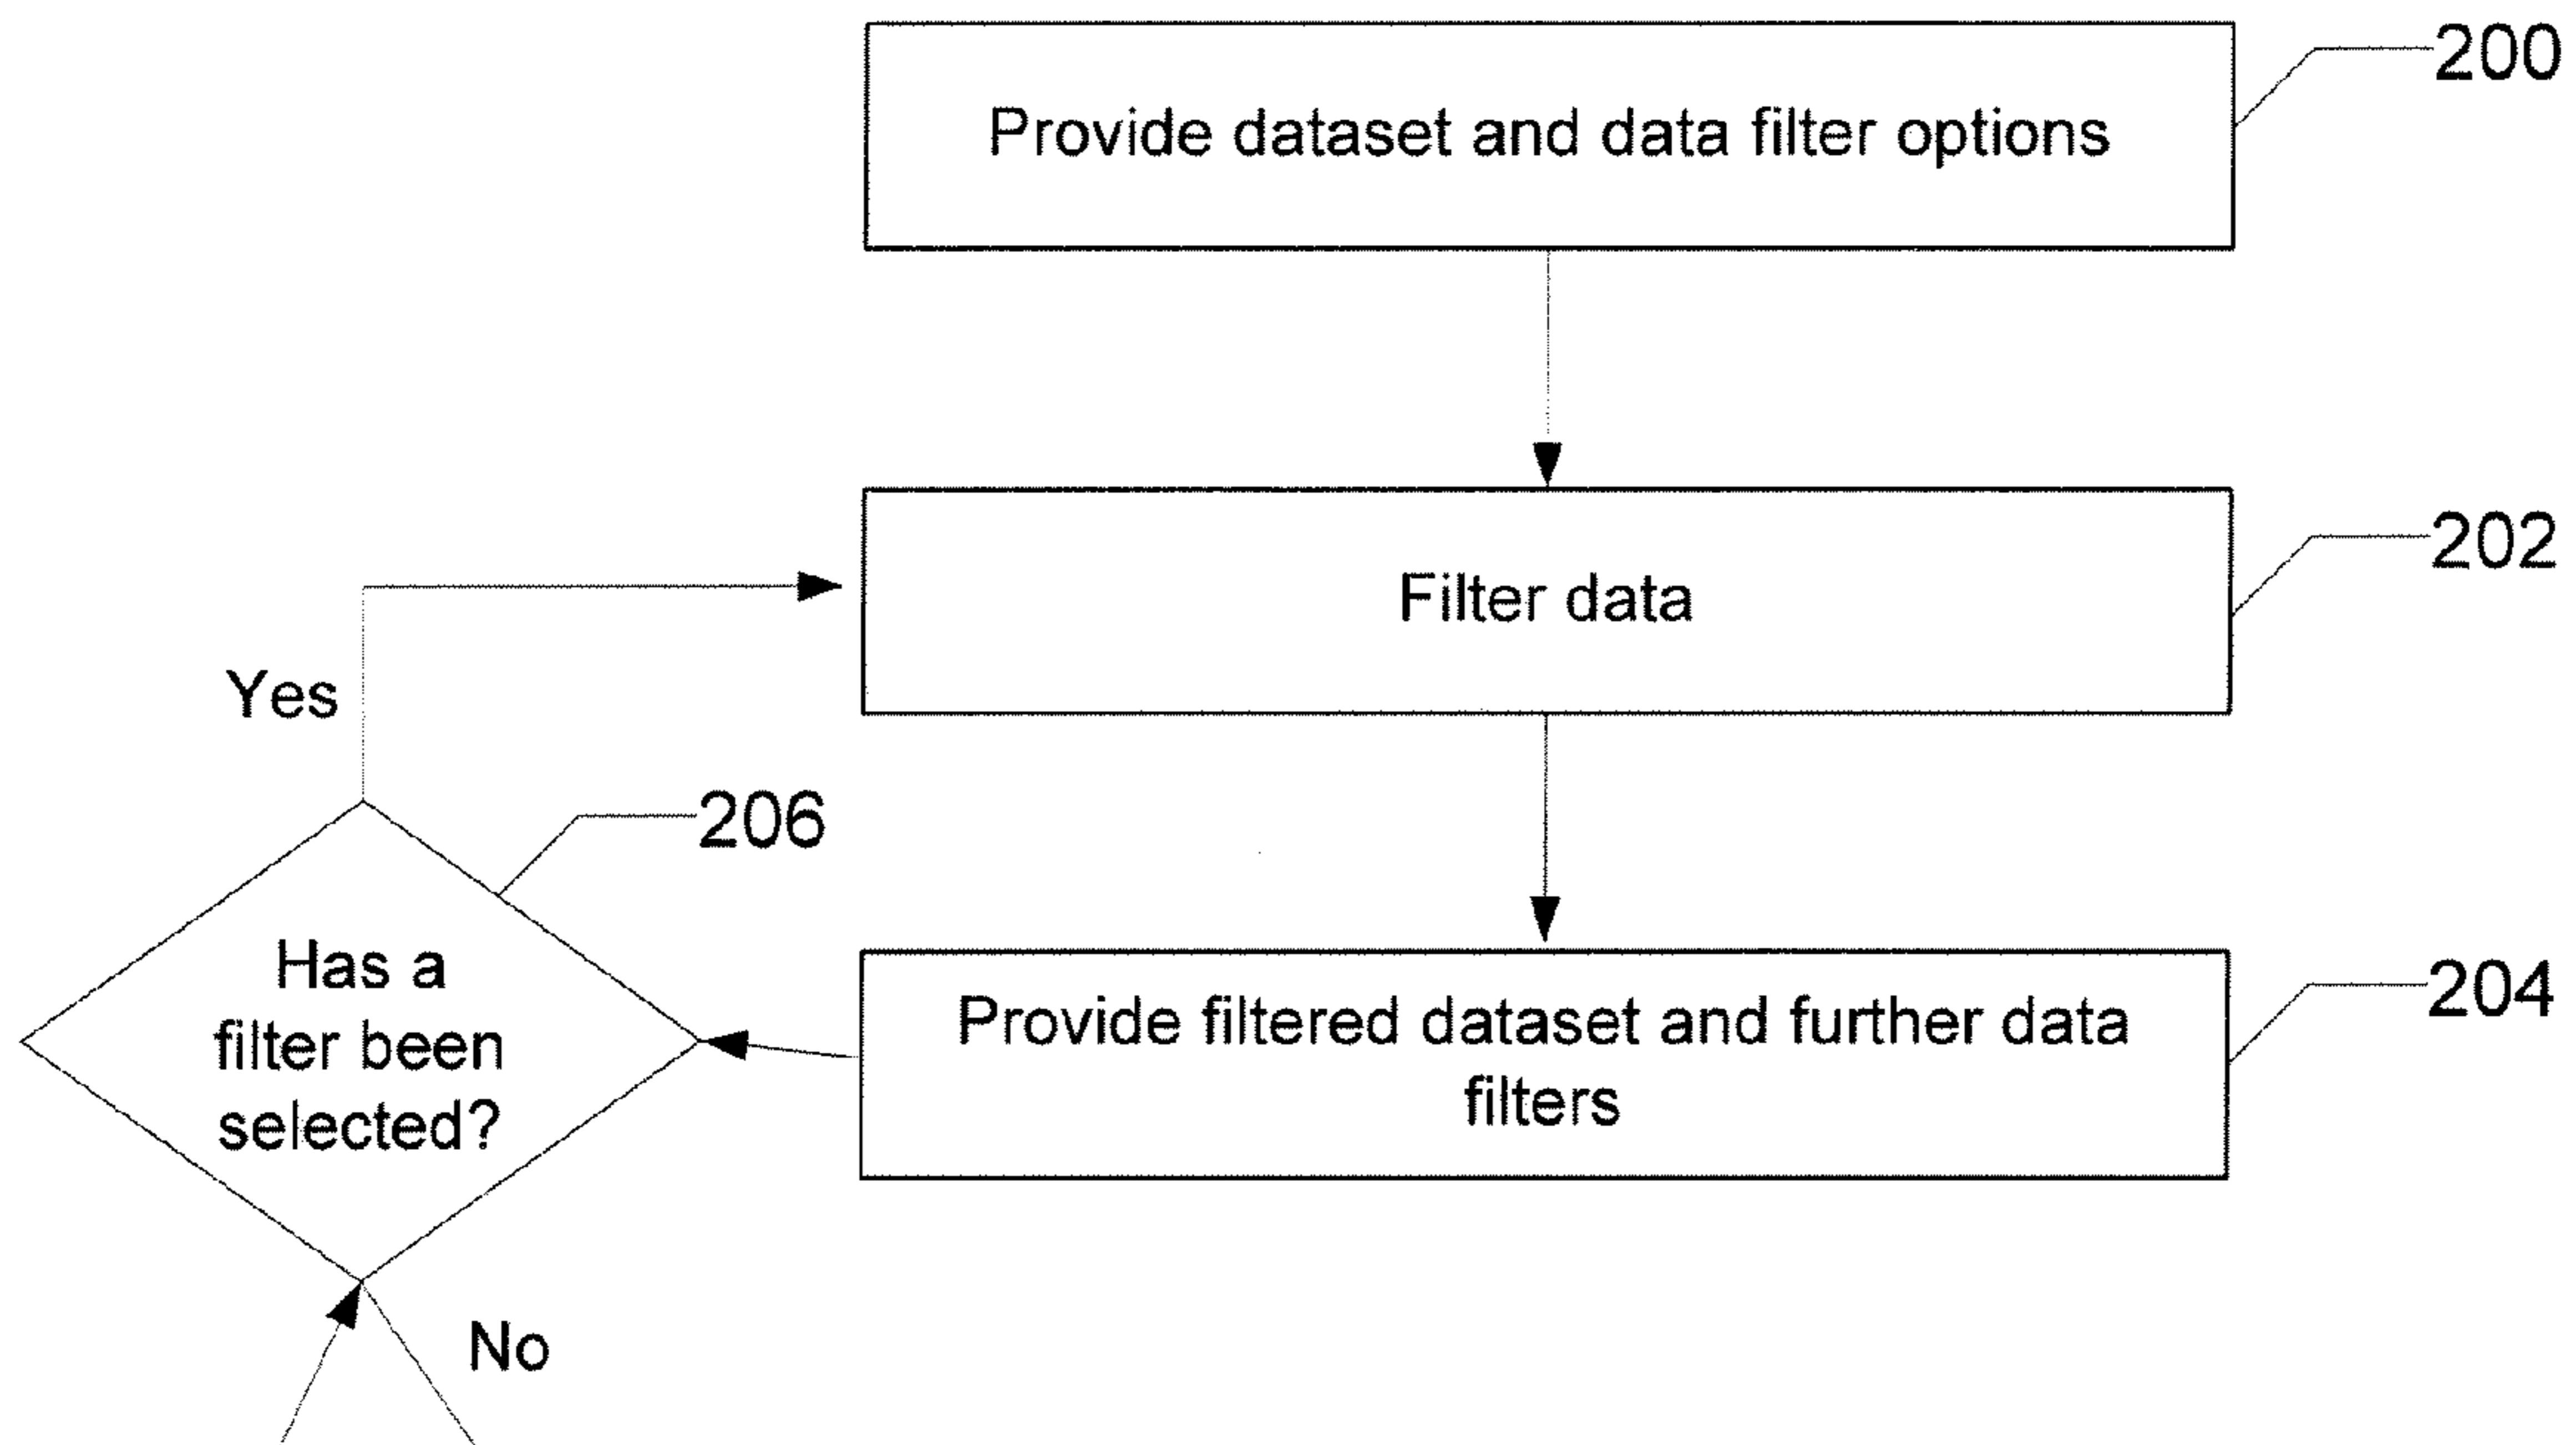 Provide dataset and data filter options
200
Filter data
202
Yes
206
Has a
filter been
selected?
Provide filtered dataset and further data
filters
204
No